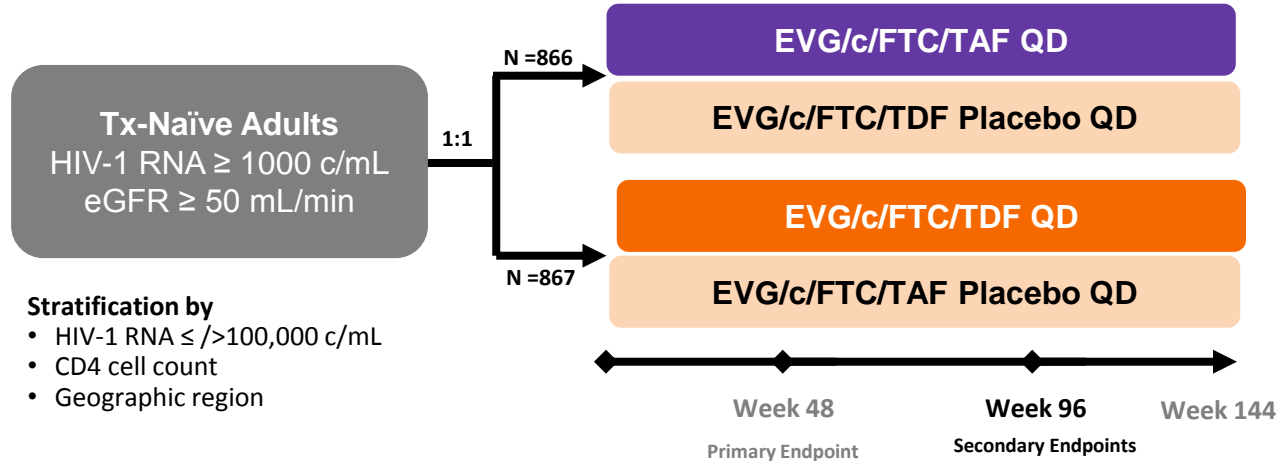 Tx-Naïve Adults
HIV-1 RNA ≥ 1000 c/mL
eGFR ≥ 50 mL/min
1:1
N =866
EVG/c/FTC/TAF QD
EVG/c/FTC/TDF Placebo QD
N =867
EVG/c/FTC/TDF QD
EVG/c/FTC/TAF Placebo QD
Stratification by
• HIV-1 RNA ≤ />100,000 c/mL
• CD4 cell count
• Geographic region
Week 48
Primary Endpoint
Week 96
Secondary Endpoints
Week 144